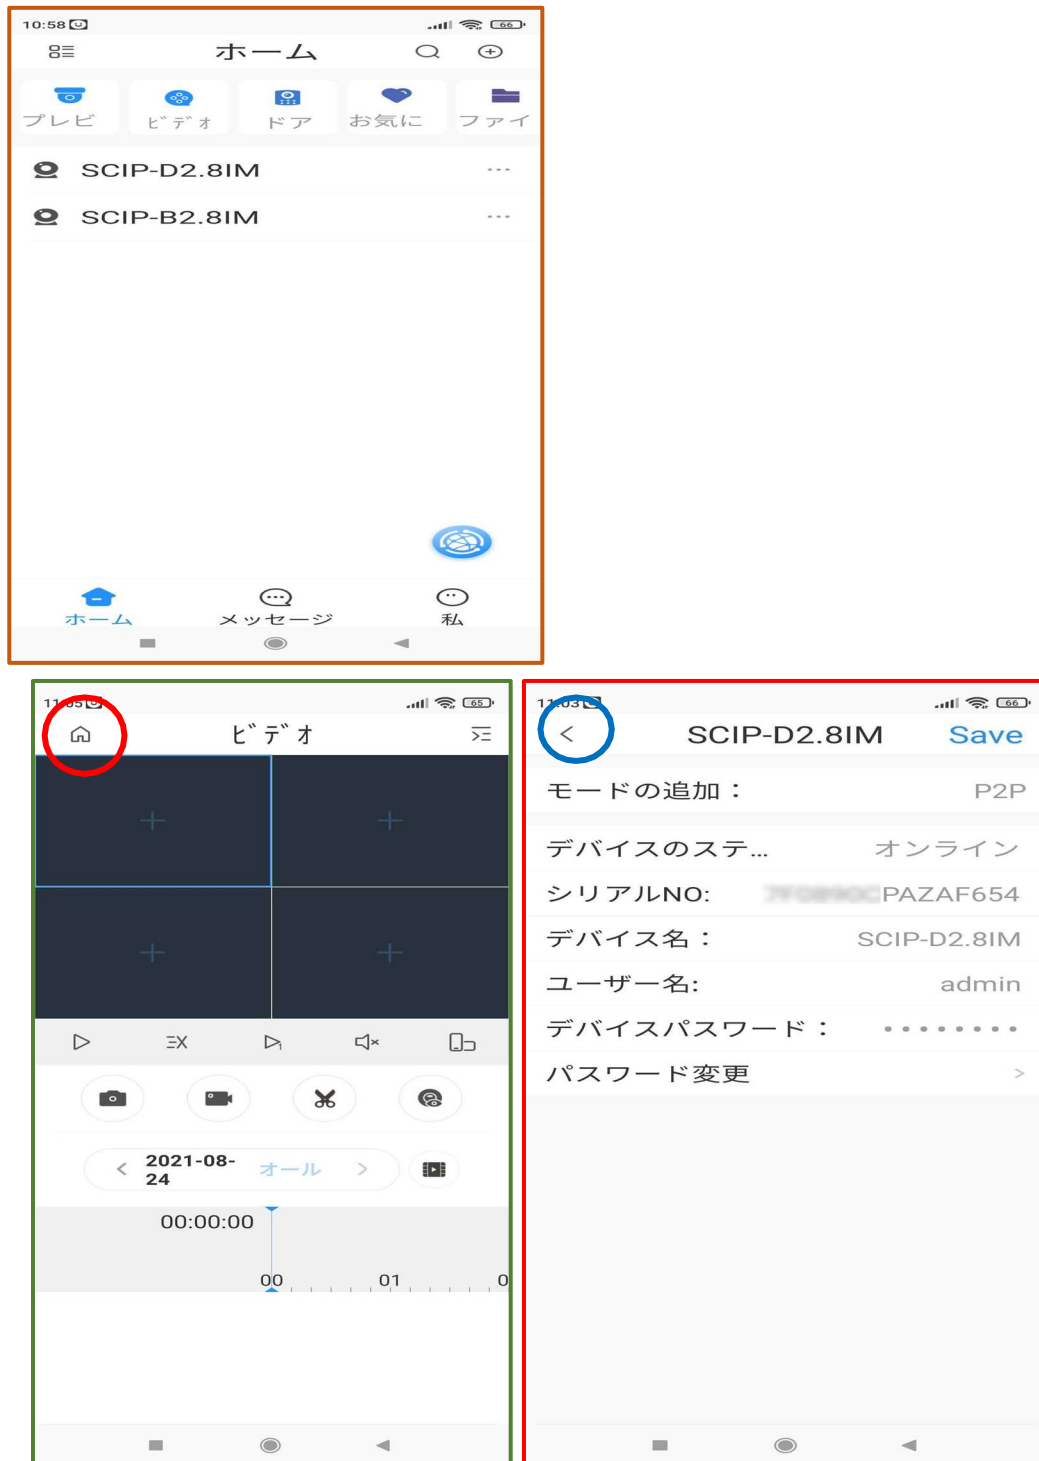 10:58
66
ホーム
プレビ ビデオ ドア お気に ファイ
SCIP-D2.8IM
SCIP-B2.8IM
ホーム メッセージ 私
65
ビデオ
2021-08-
24
オール
00:00:00
00 01 0
66
SCIP-D2.8IM Save
モードの追加： P2P
デバイスのステ... オンライン
シリアルNO: PAZAF654
デバイス名： SCIP-D2.8IM
ユーザー名: admin
デバイスパスワード：
パスワード変更